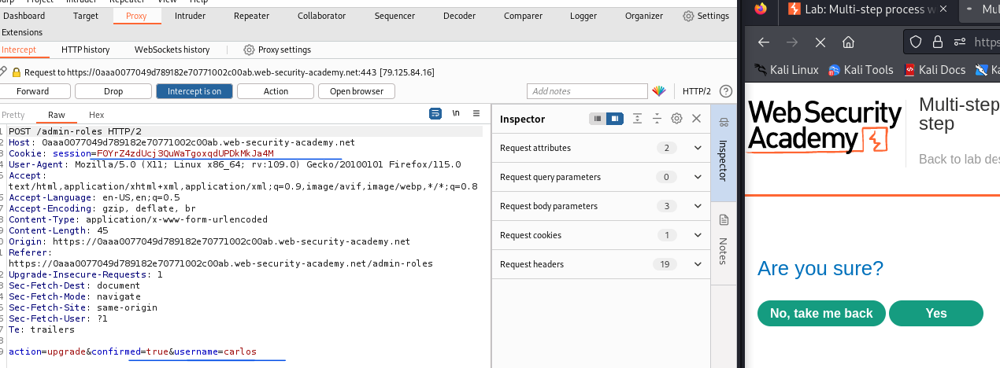 Dashboard Target Proxy Intruder Repeater Collaborator Sequencer Decoder Comparer Logger Organizer Settings
Extensions
Intercept HTTP history WebSockets history Proxy settings
Request to https://0aaa0077049d789182e70771002c00ab.web-security-academy.net:443 [79.125.84.16]
Forward Drop Intercept is on Action Open browser Add notes HTTP/2
Pretty Raw Hex \n
POST /admin-roles HTTP/2
Host: 0aaa0077049d789182e70771002c00ab.web-security-academy.net
Cookie: session=F0YrZ4zdUcj3QuWaTgoxqdUPDkMkJa4M
User-Agent: Mozilla/5.0 (X11; Linux x86_64; rv:109.0) Gecko/20100101 Firefox/115.0
Accept:
text/html,application/xhtml+xml,application/xml;q=0.9,image/avif,image/webp,*/*;q=0.8
Accept-Language: en-US,en;q=0.5
Accept-Encoding: gzip, deflate, br
Content-Type: application/x-www-form-urlencoded
Content-Length: 45
Origin: https://0aaa0077049d789182e70771002c00ab.web-security-academy.net
Referer:
https://0aaa0077049d789182e70771002c00ab.web-security-academy.net/admin-roles
Upgrade-Insecure-Requests: 1
Sec-Fetch-Dest: document
Sec-Fetch-Mode: navigate
Sec-Fetch-Site: same-origin
Sec-Fetch-User: ?1
Te: trailers
action=upgrade&confirmed=true&username=carlos
Inspector
Request attributes 2
Request query parameters 0
Request body parameters 3
Request cookies 1
Request headers 19
Inspector
Notes
Lab: Multi-step process w
Mul
https
Kali Linux Kali Tools Kali Docs Ka
Web Security
Academy
Multi-step
step
Back to lab des
Are you sure?
No, take me back Yes